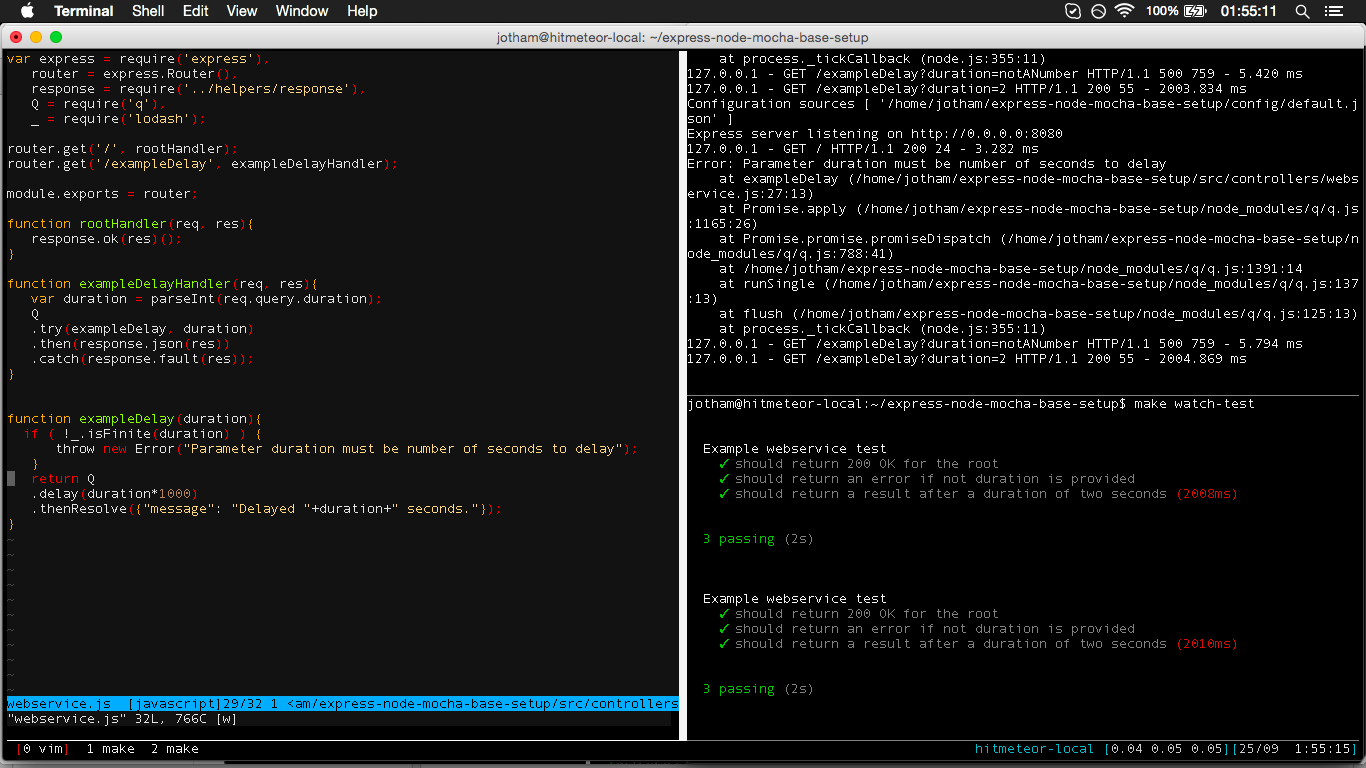 Terminal Shell Edit View Window Help 100% 01:55:11
jotham@hitmeteor-local: ~/express-node-mocha-base-setup
var express = require('express'),
router = express.Router(),
response = require('../helpers/response'),
Q = require('q'),
_ = require('lodash');
router.get('/', rootHandler);
router.get('/exampleDelay', exampleDelayHandler);
module.exports = router;
function rootHandler(req, res){
response.ok(res)();
}
function exampleDelayHandler(req, res){
var duration = parseInt(req.query.duration);
Q
.try(exampleDelay, duration)
.then(response.json(res))
.catch(response.fault(res));
}
function exampleDelay(duration){
if ( !_.isFinite(duration) ) {
throw new Error("Parameter duration must be number of seconds to delay");
}
return Q
.delay(duration*1000)
.thenResolve({"message": "Delayed "+duration+" seconds."});
}
~
~
~
~
~
~
~
~
~
~
~
webservice.js [javascript]29/32 1 <am/express-node-mocha-base-setup/src/controllers
"webservice.js" 32L, 766C [w]
at process._tickCallback (node.js:355:11)
127.0.0.1 - GET /exampleDelay?duration=notANumber HTTP/1.1 500 759 - 5.420 ms
127.0.0.1 - GET /exampleDelay?duration=2 HTTP/1.1 200 55 - 2003.834 ms
Configuration sources [ '/home/jotham/express-node-mocha-base-setup/config/default.j
son' ]
Express server listening on http://0.0.0.0:8080
127.0.0.1 - GET / HTTP/1.1 200 24 - 3.282 ms
Error: Parameter duration must be number of seconds to delay
at exampleDelay (/home/jotham/express-node-mocha-base-setup/src/controllers/webs
ervice.js:27:13)
at Promise.apply (/home/jotham/express-node-mocha-base-setup/node_modules/q/q.js
:1165:26)
at Promise.promise.promiseDispatch (/home/jotham/express-node-mocha-base-setup/n
ode_modules/q/q.js:788:41)
at /home/jotham/express-node-mocha-base-setup/node_modules/q/q.js:1391:14
at runSingle (/home/jotham/express-node-mocha-base-setup/node_modules/q/q.js:137
:13)
at flush (/home/jotham/express-node-mocha-base-setup/node_modules/q/q.js:125:13)
at process._tickCallback (node.js:355:11)
127.0.0.1 - GET /exampleDelay?duration=notANumber HTTP/1.1 500 759 - 5.794 ms
127.0.0.1 - GET /exampleDelay?duration=2 HTTP/1.1 200 55 - 2004.869 ms
jotham@hitmeteor-local:~/express-node-mocha-base-setup$ make watch-test
Example webservice test
✓ should return 200 OK for the root
✓ should return an error if not duration is provided
✓ should return a result after a duration of two seconds (2008ms)
3 passing (2s)
Example webservice test
✓ should return 200 OK for the root
✓ should return an error if not duration is provided
✓ should return a result after a duration of two seconds (2010ms)
3 passing (2s)
[0 vim] 1 make 2 make hitmeteor-local [0.04 0.05 0.05][25/09 1:55:15]